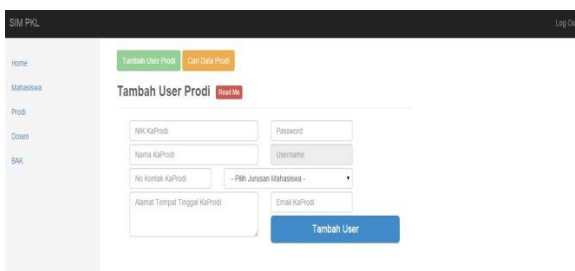 SIM PKL
Log Ou
Home
Mahasiswa
Prodi
Dosen
BAK
Tambah User Prodi
Cari Data Prodi
Tambah User Prodi Read Me
NIK KaProdi
Password
Nama KaProdi
Username
No Kontak KaProdi
- Pilih Jurusan Mahasiswa -
Alamat Tempat Tinggal KaProdi
Email KaProdi
Tambah User